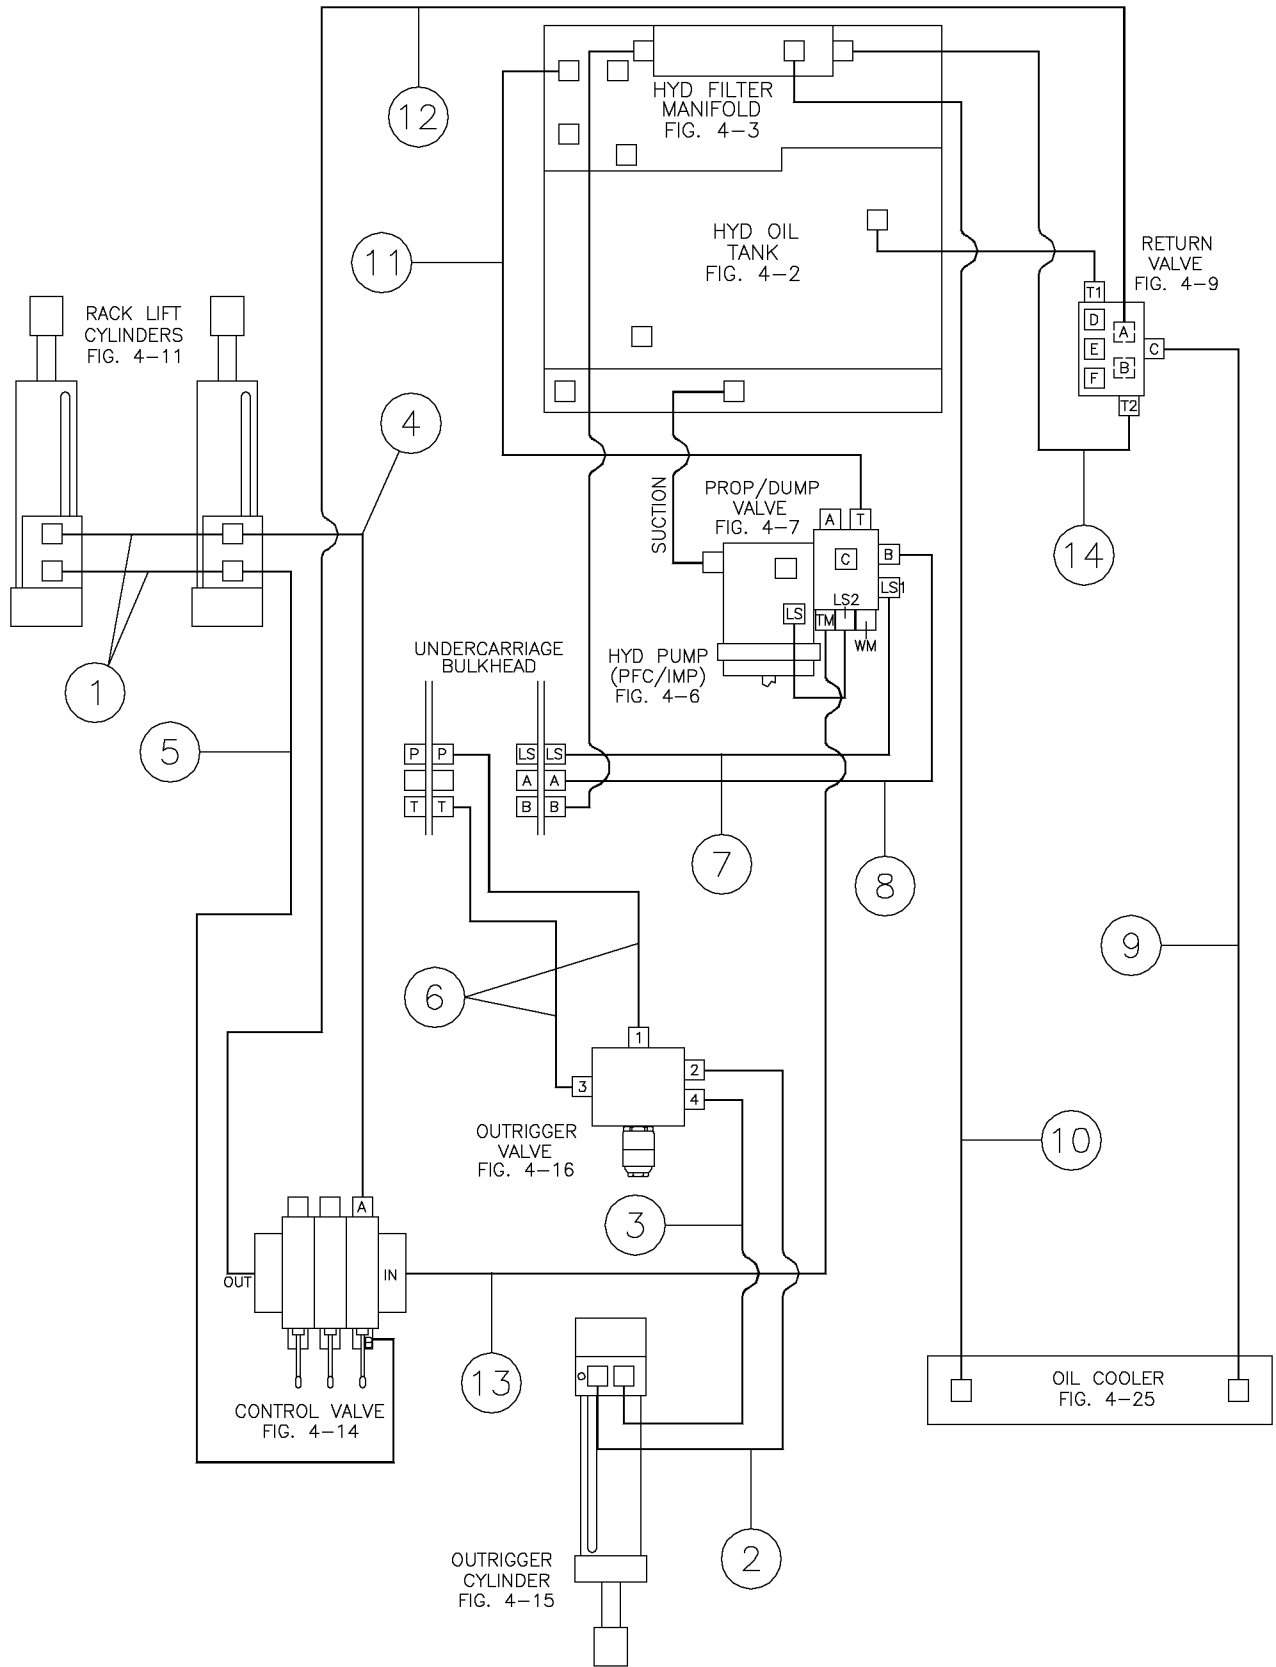 12
HYD FILTER
MANIFOLD
FIG. 4-3
HYD OIL
TANK
FIG. 4-2
11
RETURN
VALVE
FIG. 4-9
T1
D
A
E
C
B
F
T2
RACK LIFT
CYLINDERS
FIG. 4-11
4
SUCTION
PROP/DUMP
VALVE
FIG. 4-7
A
T
B
C
LS1
LS2
LS
TM
WM
14
HYD PUMP
(PFC/IMP)
FIG. 4-6
UNDERCARRIAGE
BULKHEAD
1
5
P
P
LS
LS
A
A
T
T
B
B
7
8
9
6
1
2
3
4
OUTRIGGER
VALVE
FIG. 4-16
10
3
A
OUT
IN
B
13
CONTROL VALVE
FIG. 4-14
OIL COOLER
FIG. 4-25
2
OUTRIGGER
CYLINDER
FIG. 4-15